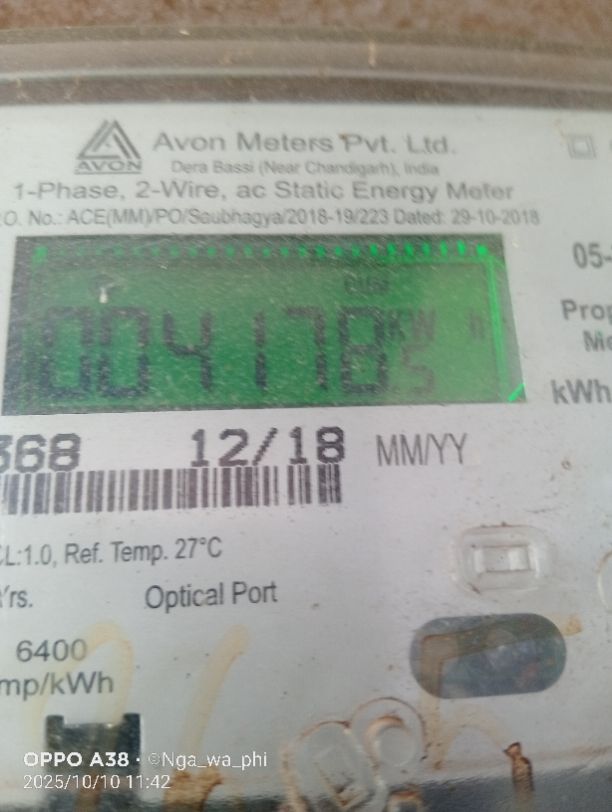 AVON
Avon Meters Pvt. Ltd.
Dera Bassi (Near Chandigarh), India
1-Phase, 2-Wire, ac Static Energy Meter
.O. No.: ACE(MM)/PO/Saubhagya/2018-19/223 Dated: 29-10-2018
05-
Prop
Me
CUM
004178.5 KW h
kWh
368 12/18 MM/YY
CL:1.0, Ref. Temp. 27°C
Yrs. Optical Port
6400
mp/kWh
OPPO A38 · ©Nga_wa_phi
2025/10/10 11:42